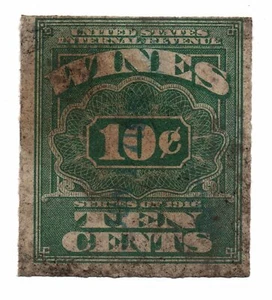 UNITED STATES
INTERNAL REVENUE
WINES
10¢
SERIES OF 1916
TEN
CENTS